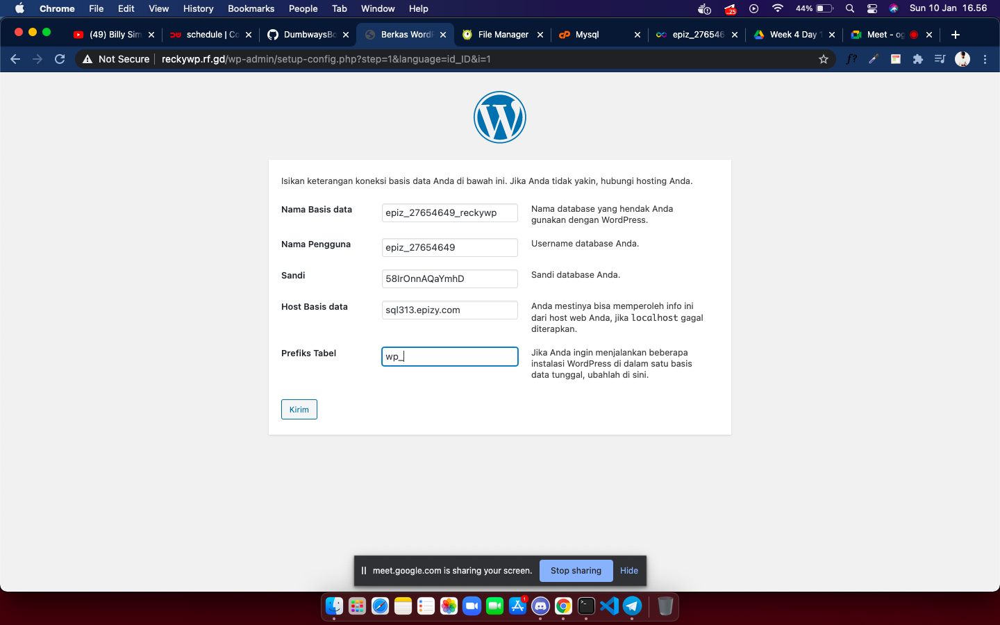 Chrome File Edit View History Bookmarks People Tab Window Help 25 44% Sun 10 Jan 16.56
(49) Billy Sim schedule | Co DumbwaysBo Berkas WordP File Manager Mysql epiz_276546 Week 4 Day 1 Meet - og
Not Secure reckywp.rf.gd/wp-admin/setup-config.php?step=1&language=id_ID&i=1
Isikan keterangan koneksi basis data Anda di bawah ini. Jika Anda tidak yakin, hubungi hosting Anda.
Nama Basis data epiz_27654649_reckywp Nama database yang hendak Anda
gunakan dengan WordPress.
Nama Pengguna epiz_27654649 Username database Anda.
Sandi 58IrOnnAQaYmhD Sandi database Anda.
Host Basis data sql313.epizy.com Anda mestinya bisa memperoleh info ini
dari host web Anda, jika localhost gagal
diterapkan.
Prefiks Tabel wp_ Jika Anda ingin menjalankan beberapa
instalasi WordPress di dalam satu basis
data tunggal, ubahlah di sini.
Kirim
meet.google.com is sharing your screen. Stop sharing Hide